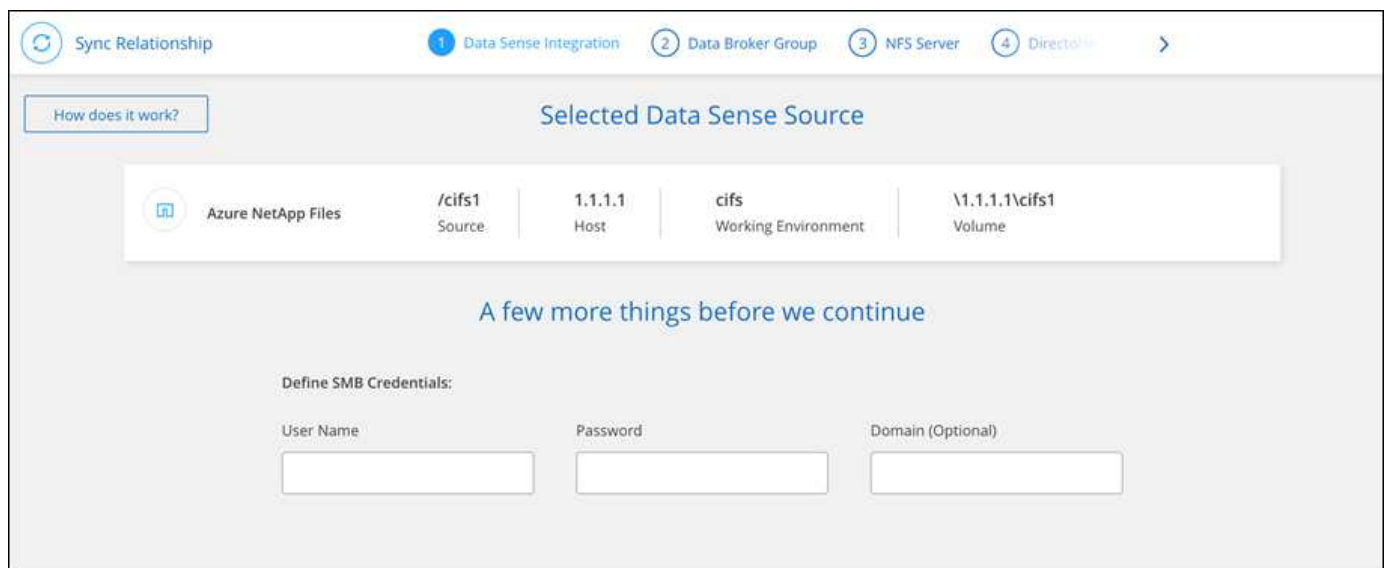 Sync Relationship
1 Data Sense Integration 2 Data Broker Group 3 NFS Server 4
How does it work?
Selected Data Sense Source
Azure NetApp Files
/cifs1 1.1.1.1 cifs \1.1.1.1\cifs1
Source Host Working Environment Volume
A few more things before we continue
Define SMB Credentials:
User Name Password Domain (Optional)